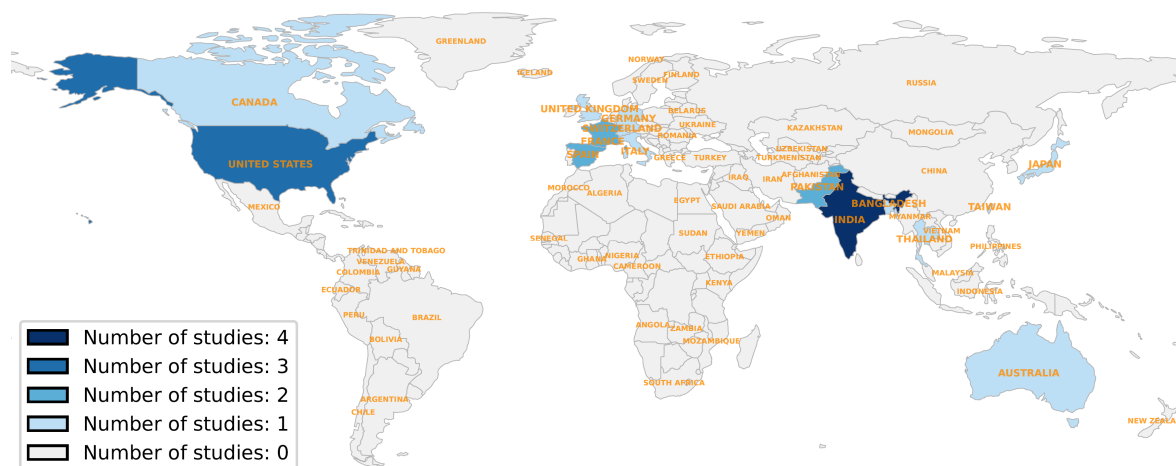 GREENLAND
ICELAND
NORWAY
FINLAND
SWEDEN
RUSSIA
CANADA
UNITED KINGDOM
BELARUS
GERMANY
UKRAINE
SWITZERLAND
KAZAKHSTAN
MONGOLIA
ROMANIA
FRANCE
UZBEKISTAN
ITALY
SPAIN
GREECE
TURKEY
TURKMENISTAN
UNITED STATES
JAPAN
CHINA
AFGHANISTAN
IRAQ
IRAN
PAKISTAN
MOROCCO
ALGERIA
EGYPT
BANGLADESH
MEXICO
SAUDI ARABIA
TAIWAN
OMAN
INDIA
MYANMAR
SUDAN
YEMEN
VIETNAM
SENEGAL
THAILAND
PHILIPPINES
TRINIDAD AND TOBAGO
VENEZUELA
GHANA
NIGERIA
ETHIOPIA
COLOMBIA
GUYANA
CAMEROON
MALAYSIA
KENYA
ECUADOR
INDONESIA
PERU
BRAZIL
ANGOLA
ZAMBIA
BOLIVIA
MOZAMBIQUE
AUSTRALIA
SOUTH AFRICA
ARGENTINA
CHILE
NEW ZEALA
Number of studies: 4
Number of studies: 3
Number of studies: 2
Number of studies: 1
Number of studies: 0